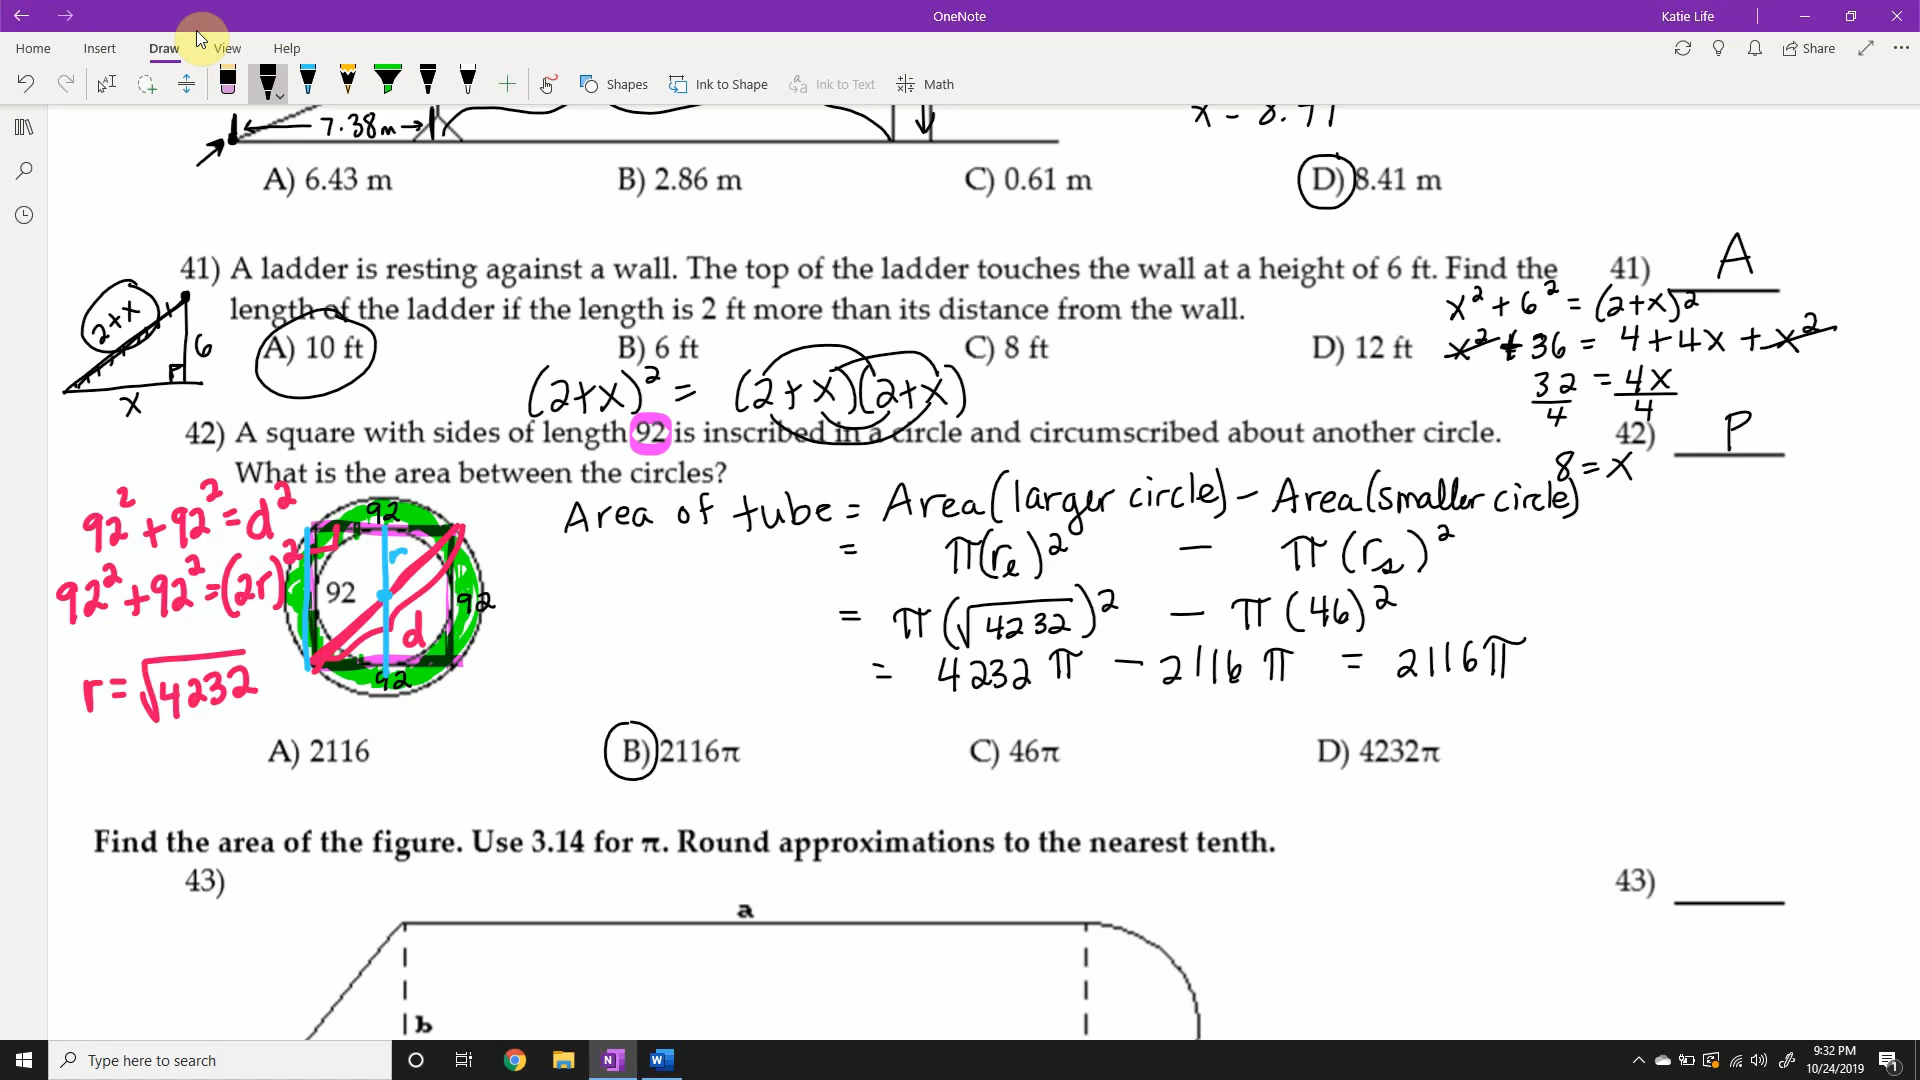 OneNote
Katie Life
Home Insert Draw View Help
Share
Shapes Ink to Shape Ink to Text Math
7.38m
A) 6.43 m B) 2.86 m C) 0.61 m D) 8.41 m
41) A ladder is resting against a wall. The top of the ladder touches the wall at a height of 6 ft. Find the
length of the ladder if the length is 2 ft more than its distance from the wall.
41) A
2+x
6
x
A) 10 ft B) 6 ft C) 8 ft D) 12 ft
x² + 6² = (2+x)²
x² + 36 = 4 + 4x + x²
32 = 4x
4 4
8 = x
(2+x)² = (2+x)(2+x)
42) A square with sides of length 92 is inscribed in a circle and circumscribed about another circle.
What is the area between the circles?
42) P
92² + 92² = d²
92² + 92² = (2r)²
r = √4232
92
r
92
92
d
92
Area of tube = Area(larger circle) − Area(smaller circle)
= π(rℓ)² − π(rs)²
= π(√4232)² − π(46)²
= 4232π − 2116π = 2116π
A) 2116 B) 2116π C) 46π D) 4232π
Find the area of the figure. Use 3.14 for π. Round approximations to the nearest tenth.
43)
43)
a
b
Type here to search
9:32 PM
10/24/2019